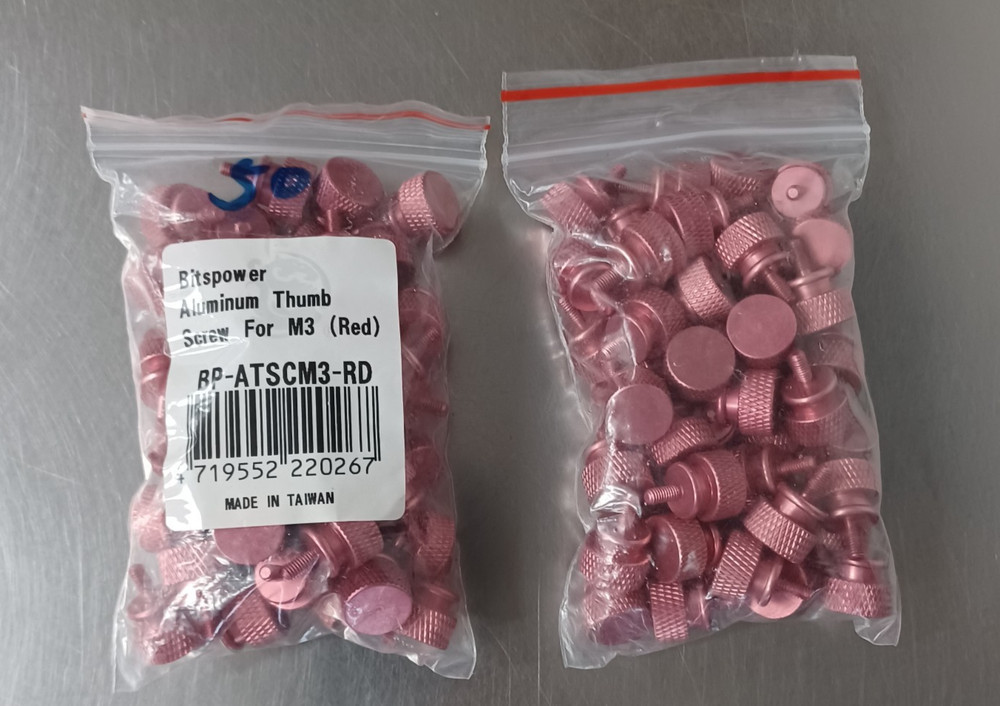 50
Bitspower
Aluminum Thumb
Screw For M3 (Red)
BP-ATSCM3-RD
4 719552 220267
MADE IN TAIWAN